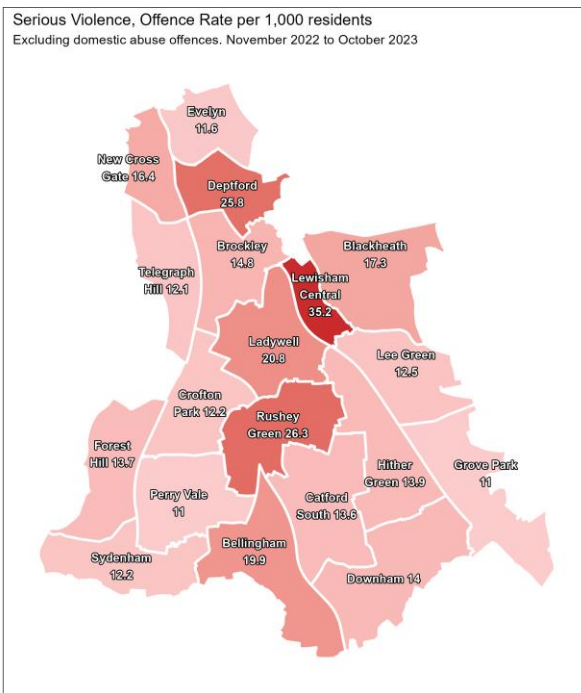 Serious Violence, Offence Rate per 1,000 residents
Excluding domestic abuse offences. November 2022 to October 2023
Evelyn
11.6
New Cross
Gate 16.4
Deptford
25.8
Brockley
14.8
Blackheath
17.3
Telegraph
Hill 12.1
Lewisham
Central
35.2
Ladywell
20.8
Lee Green
12.5
Crofton
Park 12.2
Rushey
Green 26.3
Forest
Hill 13.7
Hither
Green 13.9
Grove Park
11
Perry Vale
11
Catford
South 13.6
Sydenham
12.2
Bellingham
19.9
Downham 14